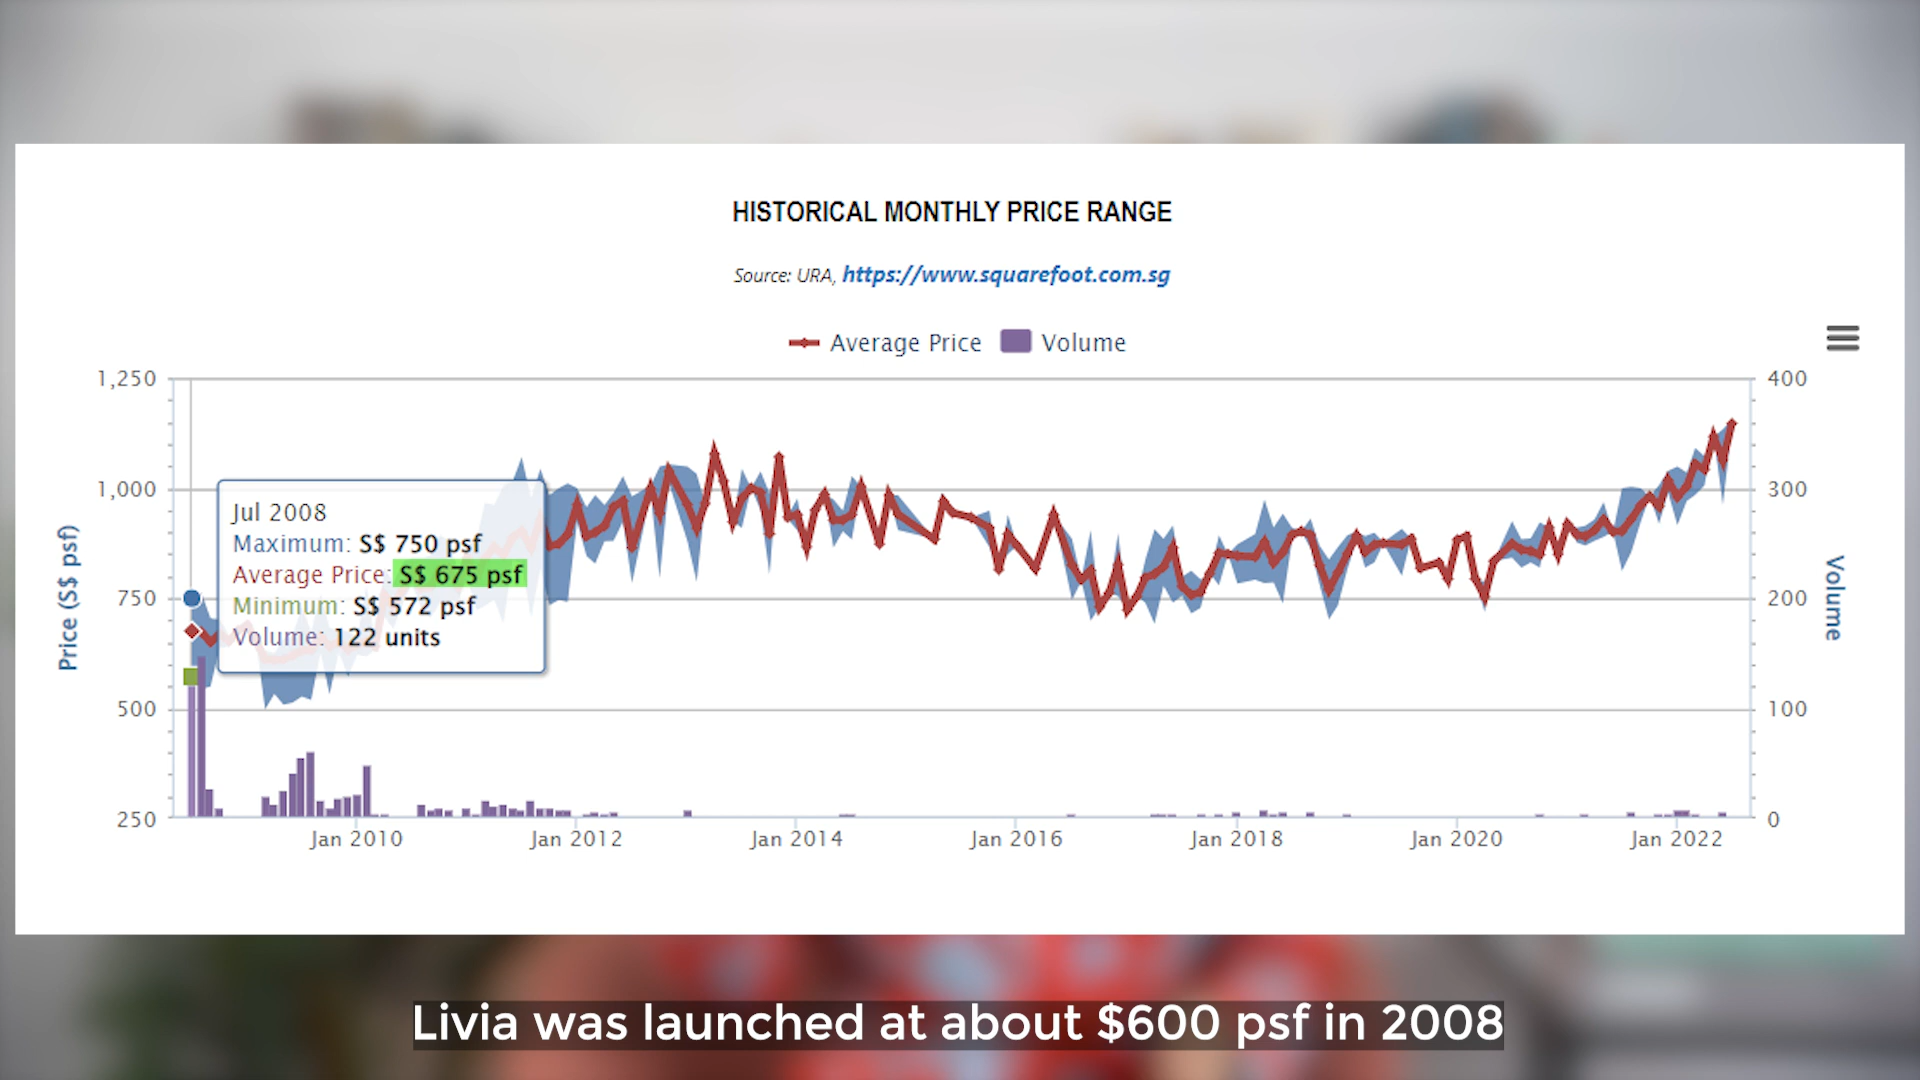 HISTORICAL MONTHLY PRICE RANGE
Source: URA, https://www.squarefoot.com.sg
Average Price Volume
1,250
1,000
750
500
250
Price (S$ psf)
400
300
200
100
0
Volume
Jul 2008
Maximum: S$ 750 psf
Average Price: S$ 675 psf
Minimum: S$ 572 psf
Volume: 122 units
Jan 2010 Jan 2012 Jan 2014 Jan 2016 Jan 2018 Jan 2020 Jan 2022
Livia was launched at about $600 psf in 2008